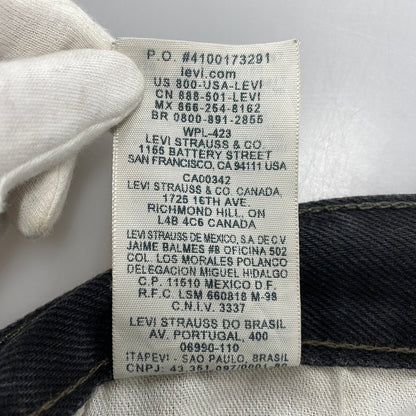 P.O. #4100173291
levi.com
US 800-USA-LEVI
CN 888-501-LEVI
MX 866-254-8162
BR 0800-891-2855
WPL-423
LEVI STRAUSS & CO.
1155 BATTERY STREET
SAN FRANCISCO, CA 94111 USA
CA00342
LEVI STRAUSS & CO. CANADA
1725 16TH AVE.
RICHMOND HILL, ON
L4B 4C6 CANADA
LEVI STRAUSS DE MEXICO, S.A. DE C.V
JAIME BALMES #8 OFICINA 502
COL. LOS MORALES POLANCO
DELEGACION MIGUEL HIDALGO
C.P. 11510 MEXICO D.F.
R.F.C. LSM 660818 M-98
C.N.I.V. 3337
LEVI STRAUSS DO BRASIL
AV. PORTUGAL, 400
06990-110
ITAPEVI - SAO PAULO, BRASIL
CNPJ: